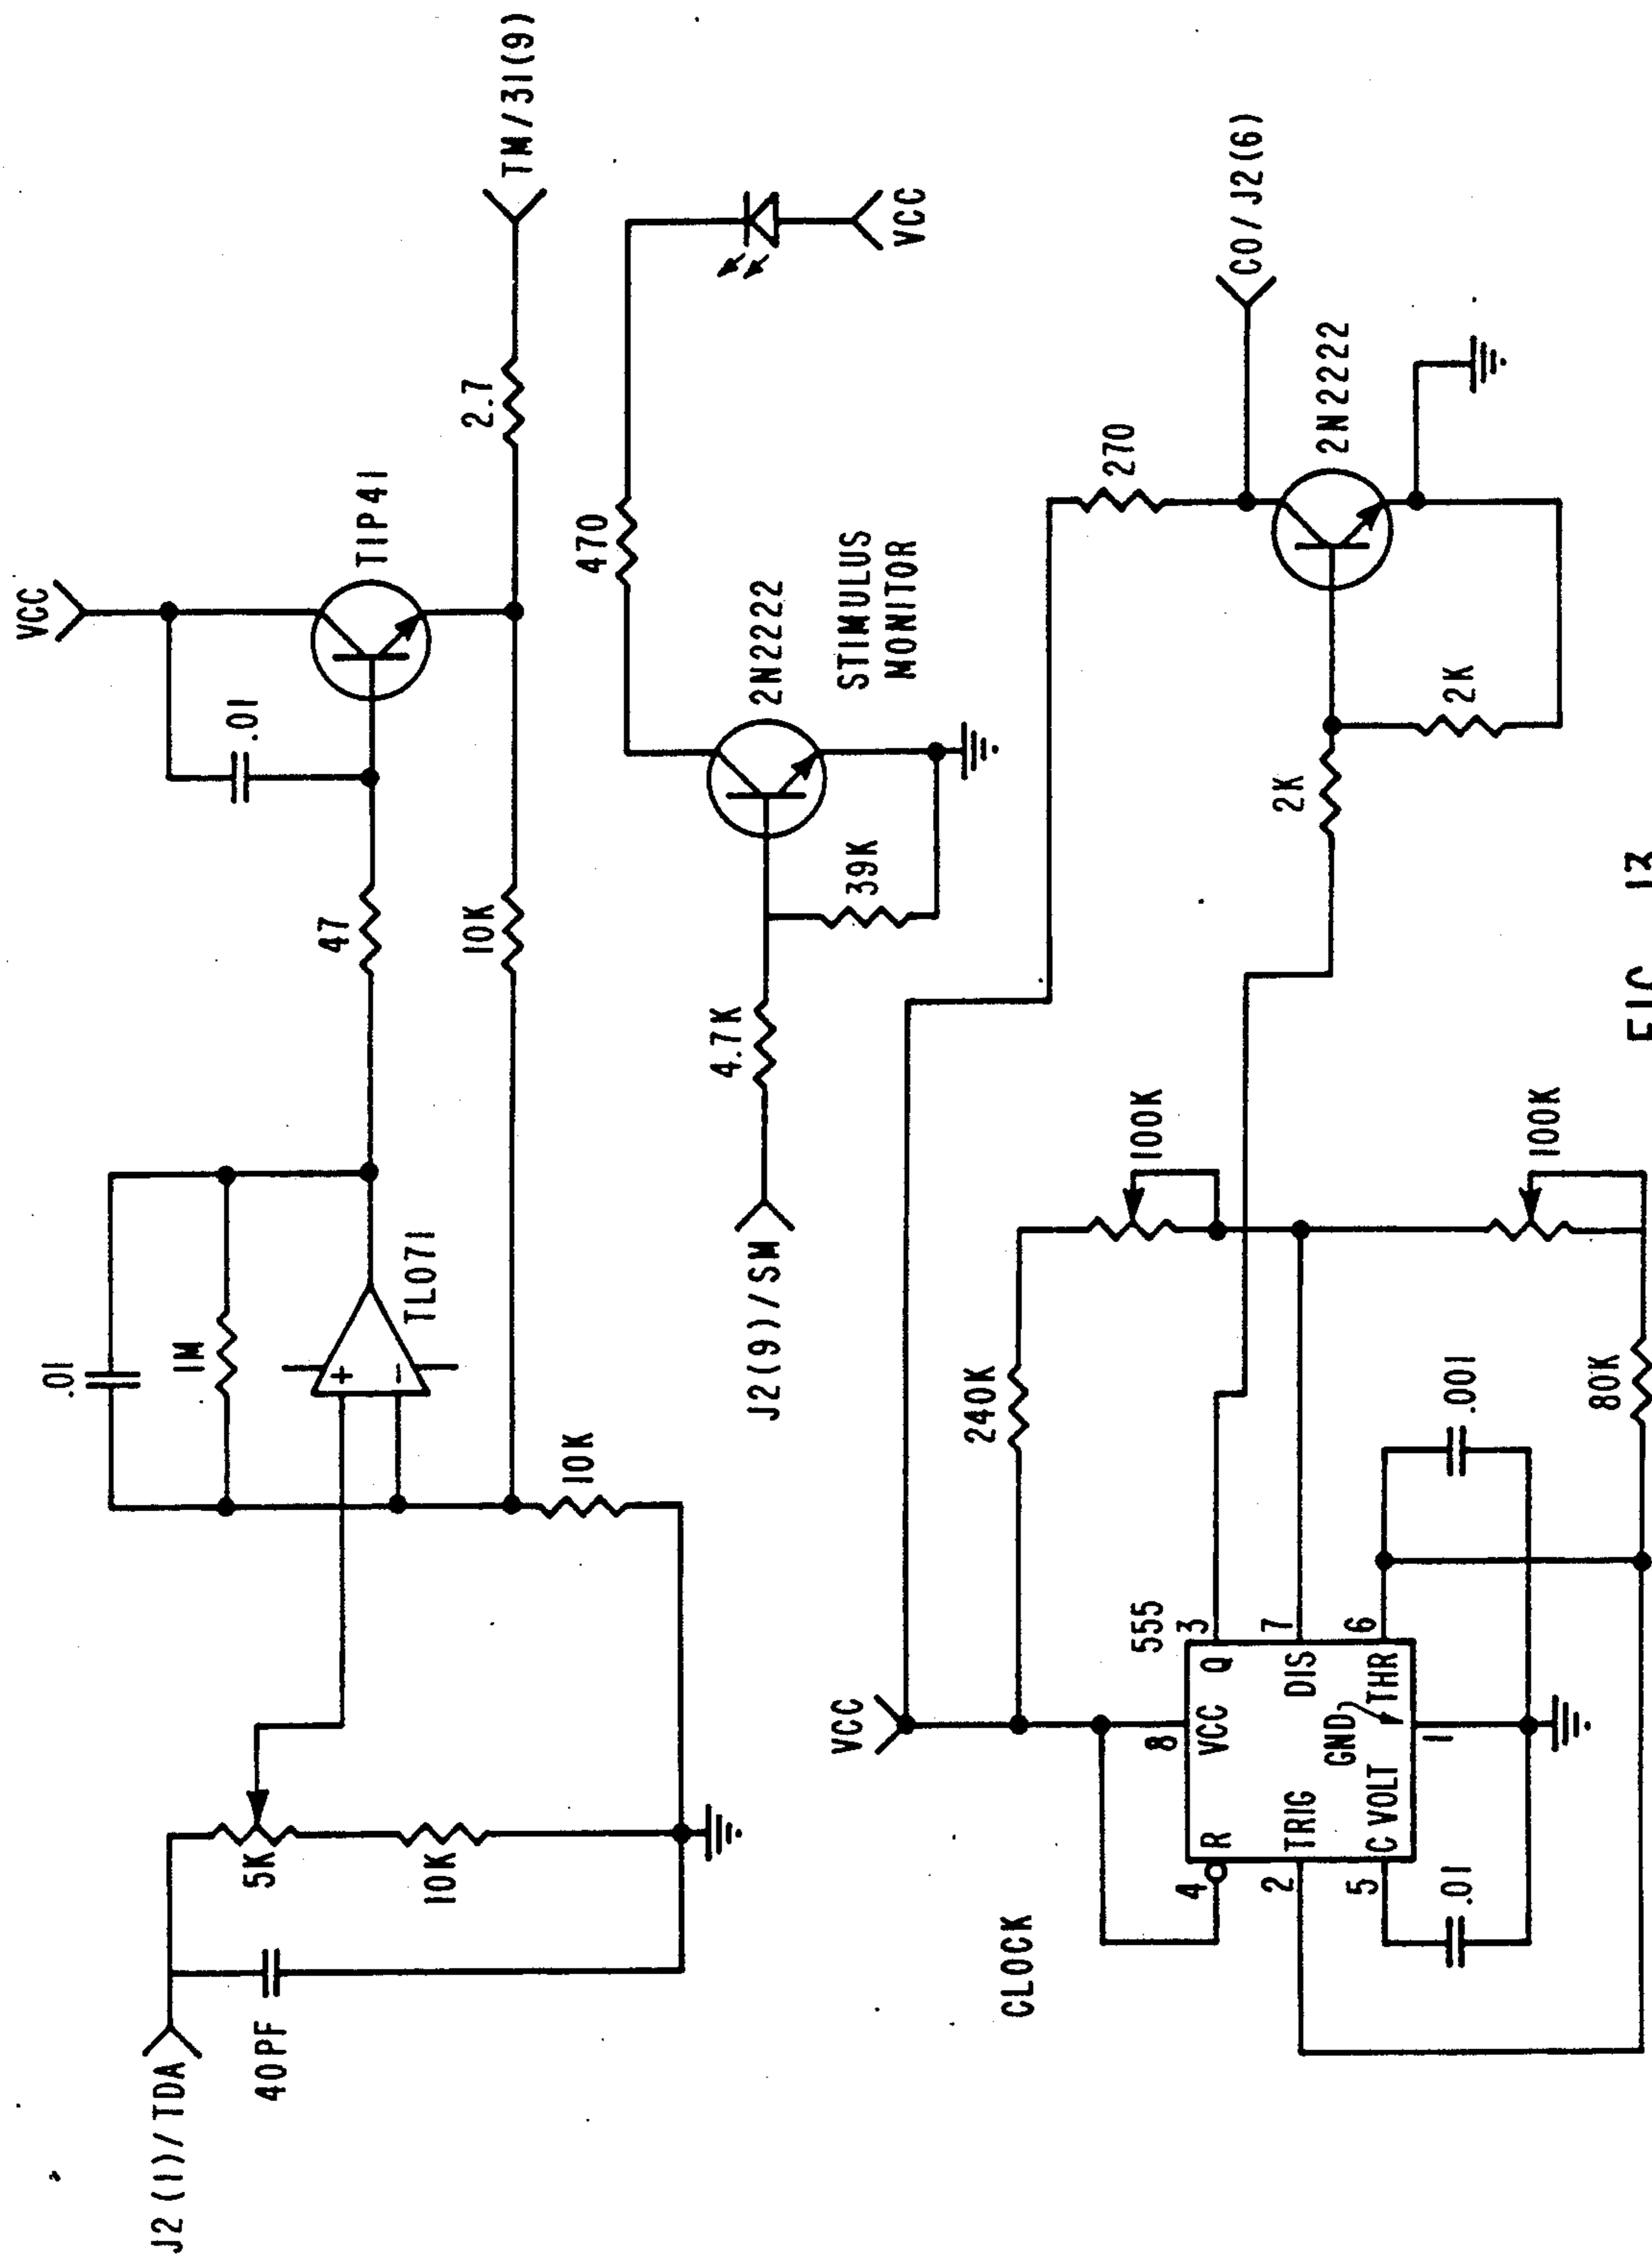 VCC
.01
1M
.01
TIP41
47
+
−
TL071
2.7
TM/31(9)
10K
J2(1)/TDA
5K
10K
40PF
10K
470
2N2222
STIMULUS
MONITOR
VCC
4.7K
39K
J2(9)/SM
VCC
240K
100K
270
CO/J2(6)
2N2222
2K
2K
CLOCK
555
4
R
8
VCC
Q
3
2
TRIG
DIS
7
GND
5
C VOLT
THR
6
1
.01
.001
100K
80K
FIG. 13